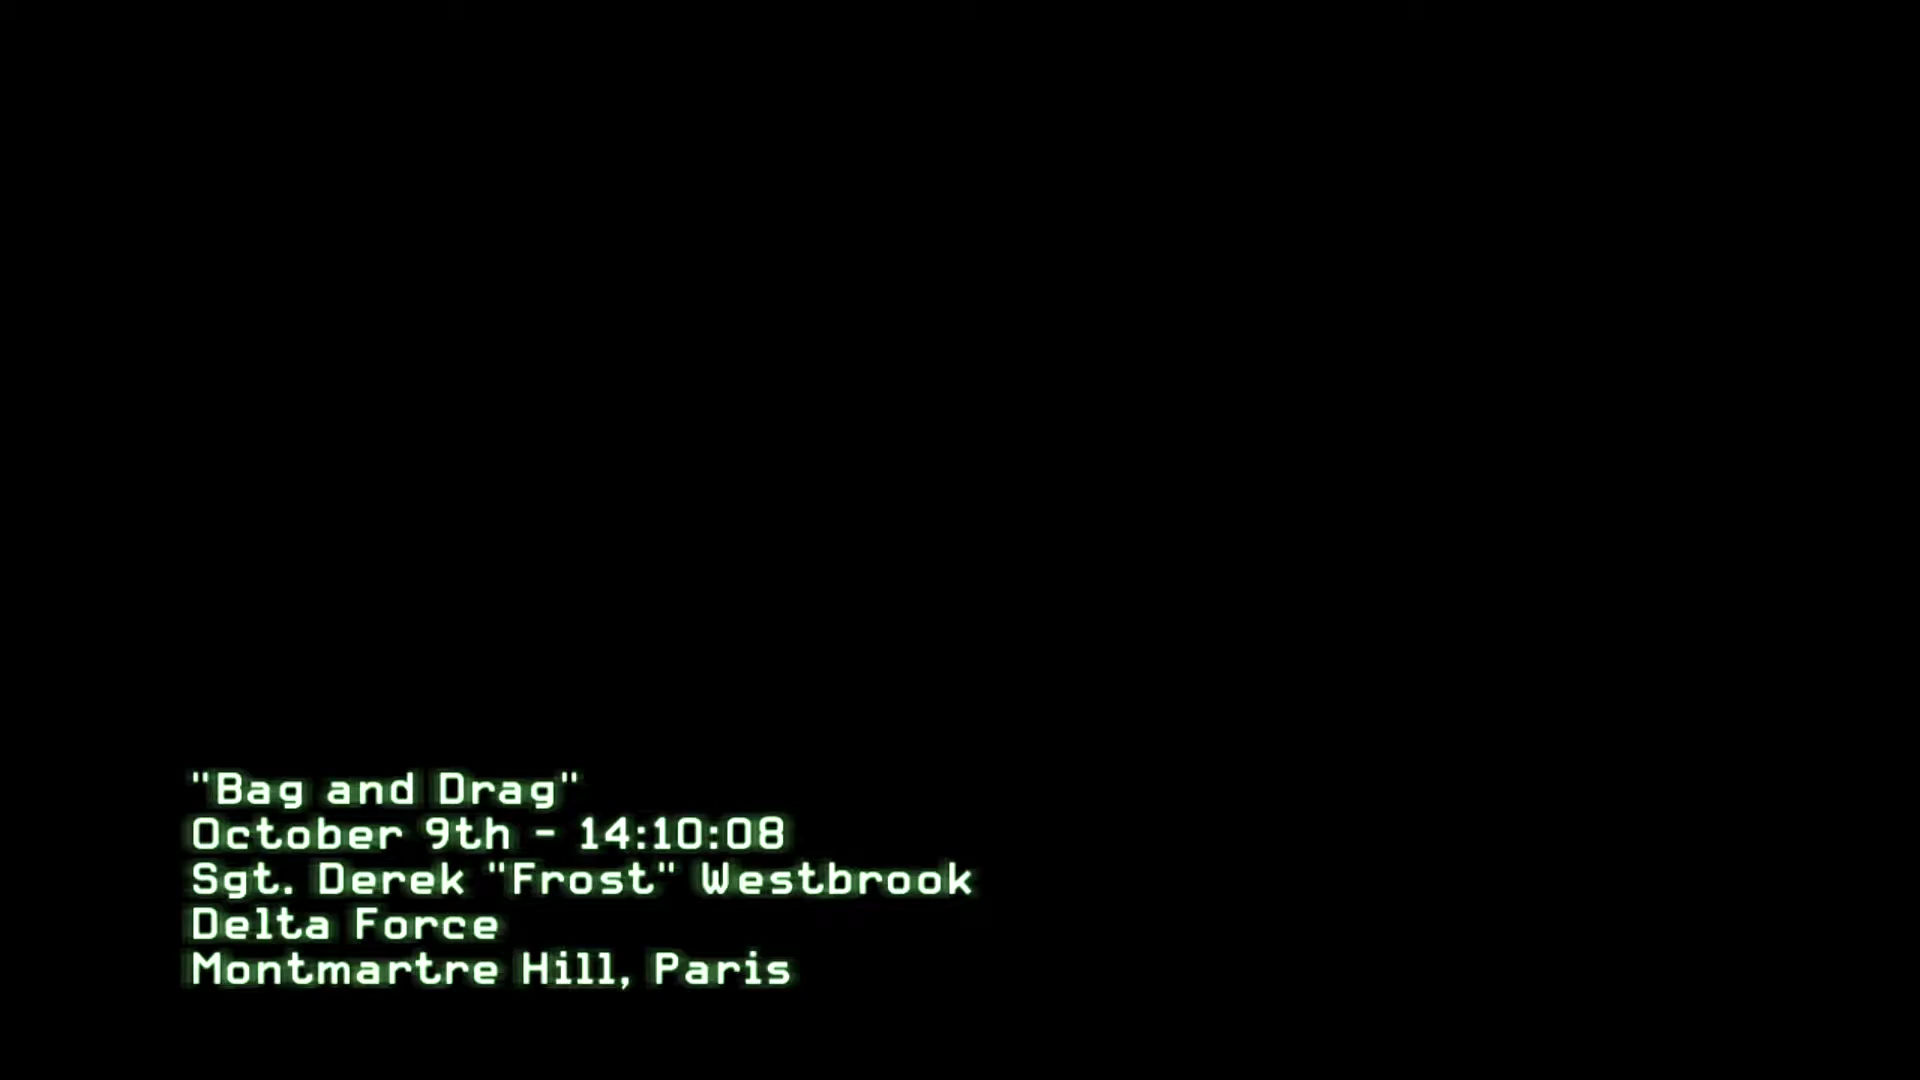 "Bag and Drag"
October 9th - 14:10:08
Sgt. Derek "Frost" Westbrook
Delta Force
Montmartre Hill, Paris